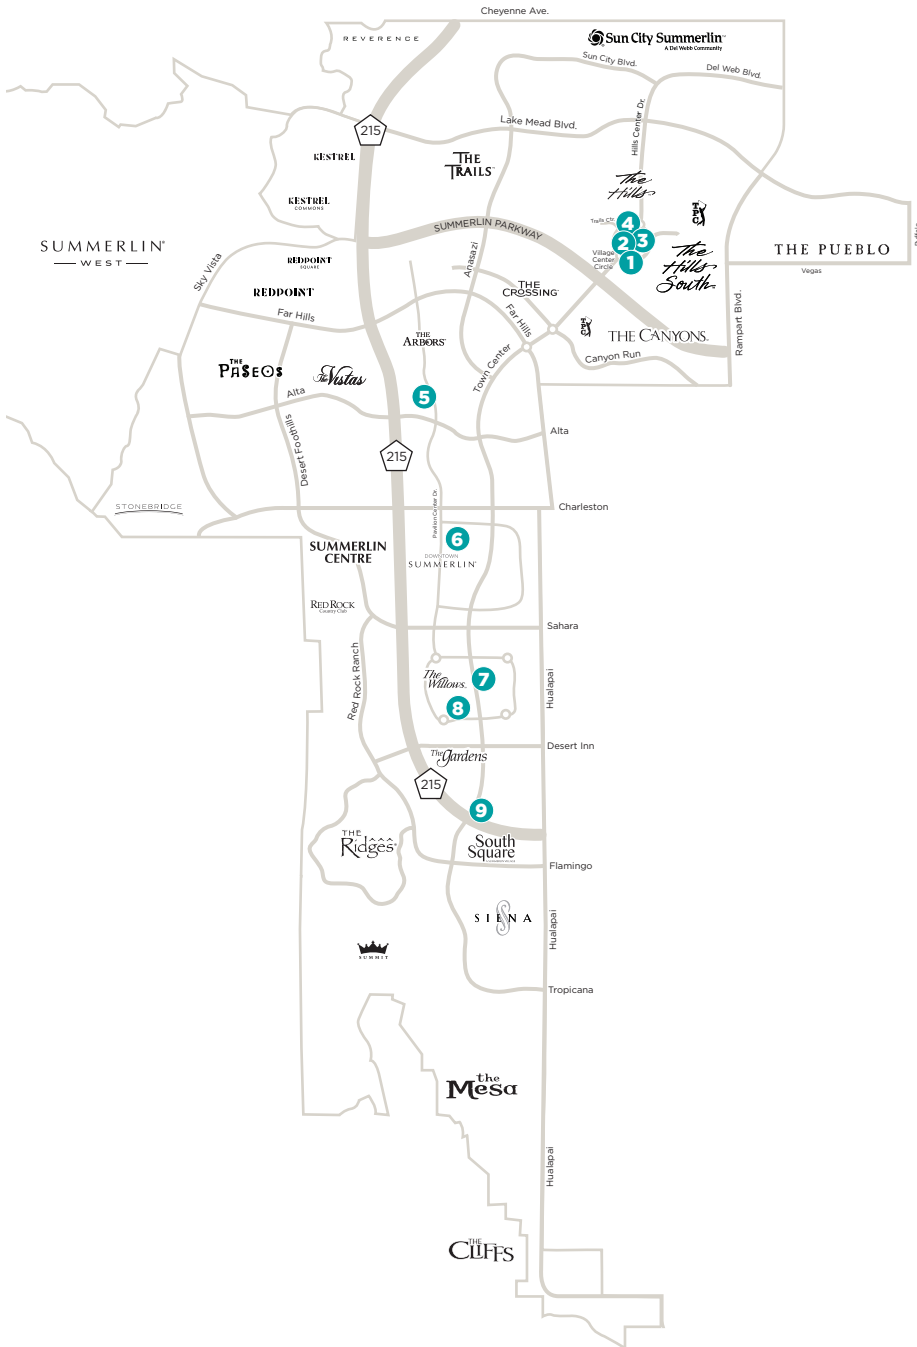 Cheyenne Ave.
REVERENCE
Sun City Summerlin™
A Del Webb Community
Sun City Blvd.
Del Web Blvd.
Hills Center Dr.
Lake Mead Blvd.
215
KESTREL
THE
TRAILS
The
Hills
KESTREL
COMMONS
TPC
Trails Ctr.
4
SUMMERLIN PARKWAY
2
3
SUMMERLIN®
WEST
Anasazi
Village
Center
Circle
1
The
Hills
South
THE PUEBLO
Vegas
Sky Vista
REDPOINT
SQUARE
REDPOINT
THE
CROSSING
Far Hills
Far Hills
TPC
THE CANYONS
Rampart Blvd.
THE
ARBORS
Town Center
Canyon Run
THE
PASEOS
The Vistas
Alta
5
Desert Foothills
Alta
215
STONEBRIDGE
Pavilion Center Dr.
Charleston
6
SUMMERLIN
CENTRE
DOWNTOWN
SUMMERLIN®
RED ROCK
Country Club
Sahara
Red Rock Ranch
The
Willows
7
Hualapai
8
Desert Inn
The Gardens
215
9
THE
Ridges®
South
Square
Flamingo
SIENA
Hualapai
SUMMIT
Tropicana
the
Mesa
Hualapai
THE
CLIFFS